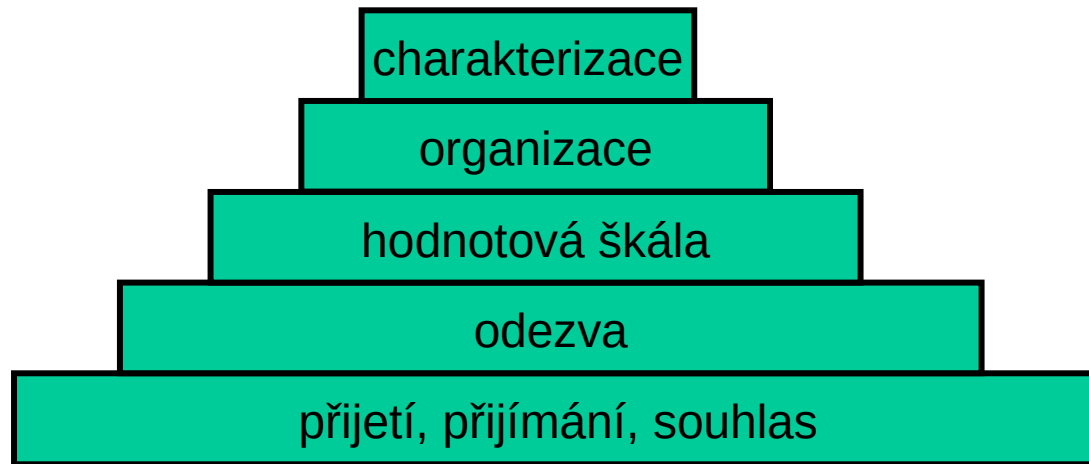 charakterizace
organizace
hodnotová škála
odezva
přijetí, přijímání, souhlas